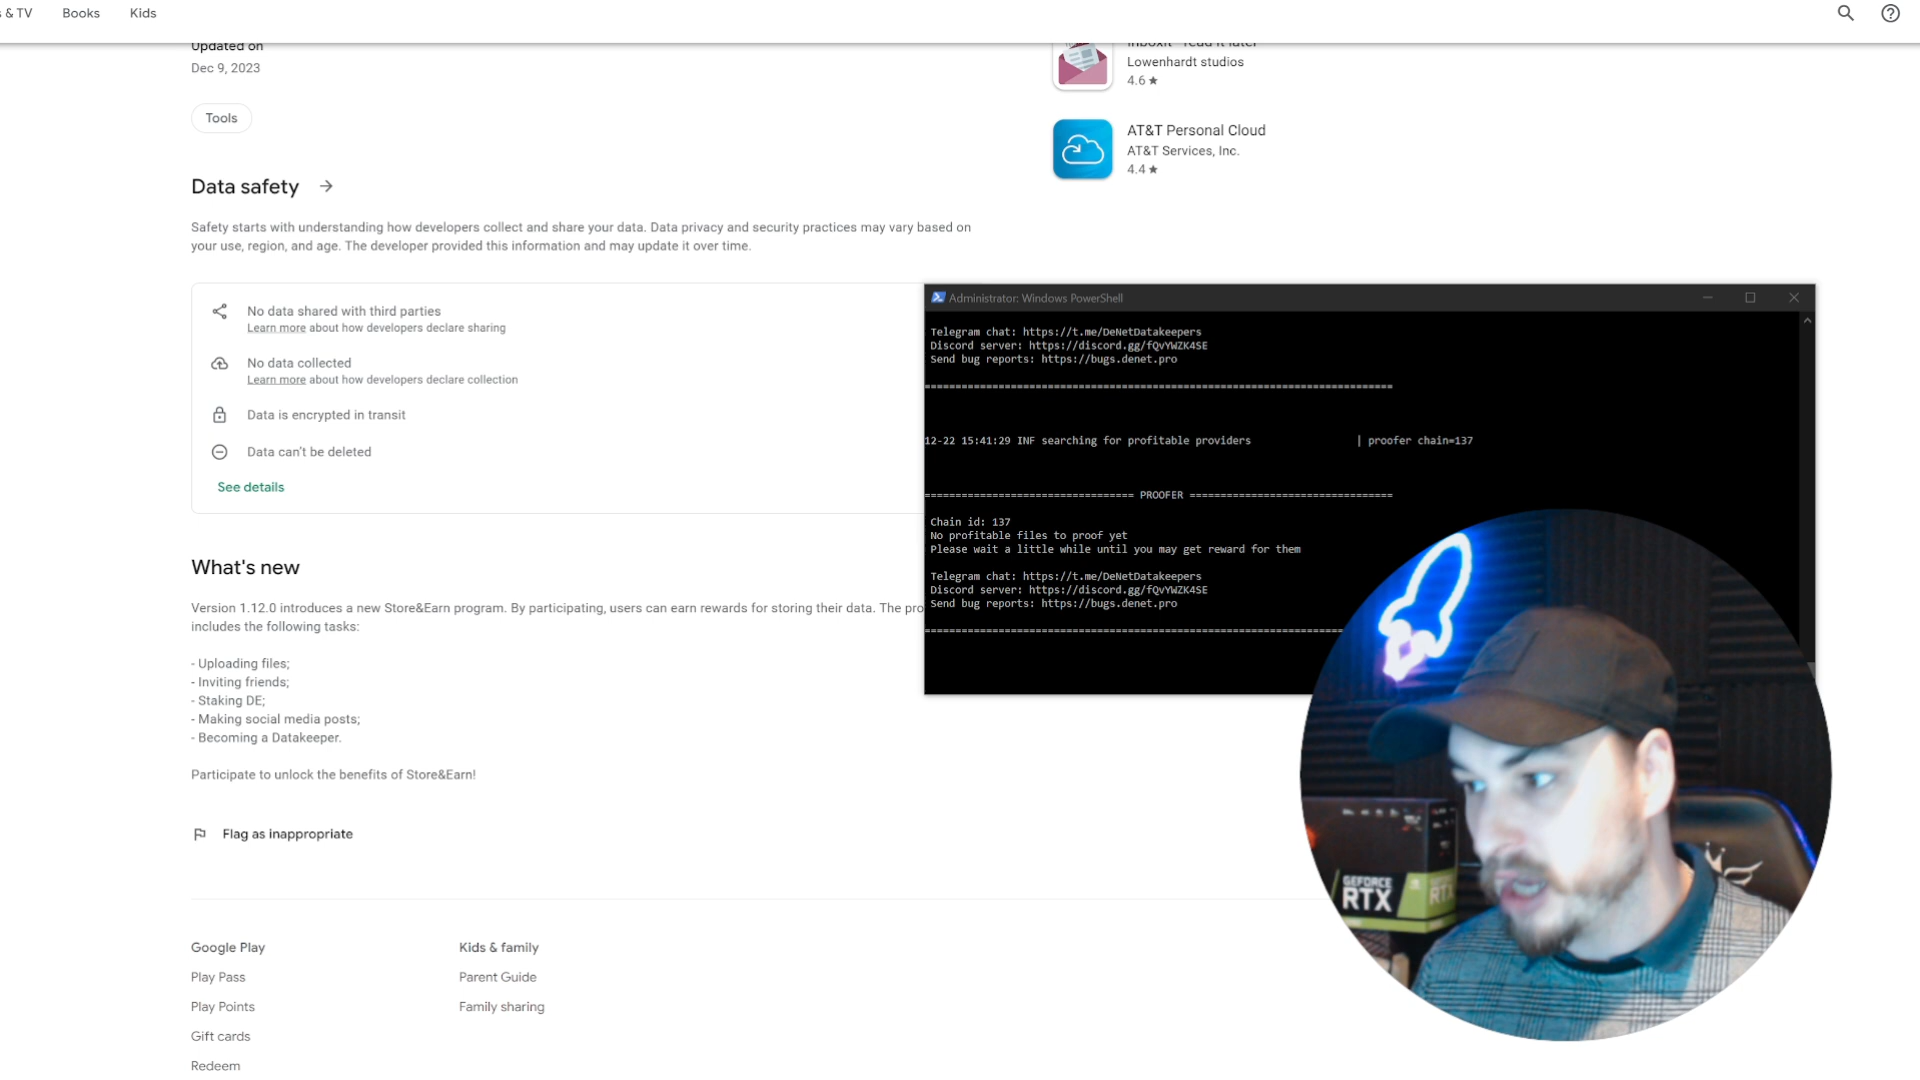 & TV Books Kids
Updated on
Dec 9, 2023
Tools
Data safety
Safety starts with understanding how developers collect and share your data. Data privacy and security practices may vary based on
your use, region, and age. The developer provided this information and may update it over time.
No data shared with third parties
Learn more about how developers declare sharing
No data collected
Learn more about how developers declare collection
Data is encrypted in transit
Data can't be deleted
See details
What's new
Version 1.12.0 introduces a new Store&Earn program. By participating, users can earn rewards for storing their data. The
includes the following tasks:
- Uploading files;
- Inviting friends;
- Staking DE;
- Making social media posts;
- Becoming a Datakeeper.
Participate to unlock the benefits of Store&Earn!
Flag as inappropriate
Google Play
Play Pass
Play Points
Gift cards
Redeem
Kids & family
Parent Guide
Family sharing
Lowenhardt studios
4.6 ★
AT&T Personal Cloud
AT&T Services, Inc.
4.4 ★
Administrator: Windows PowerShell
Telegram chat: https://t.me/DeNetDatakeepers
Discord server: https://discord.gg/fQvYWZK4SE
Send bug reports: https://bugs.denet.pro
============================================================================
12-22 15:41:29 INF searching for profitable providers | proofer chain=137
================================== PROOFER =================================
Chain id: 137
No profitable files to proof yet
Please wait a little while until you may get reward for them
Telegram chat: https://t.me/DeNetDatakeepers
Discord server: https://discord.gg/fQvYWZK4SE
Send bug reports: https://bugs.denet.pro
====================================================================
GEFORCE
RTX
RTX